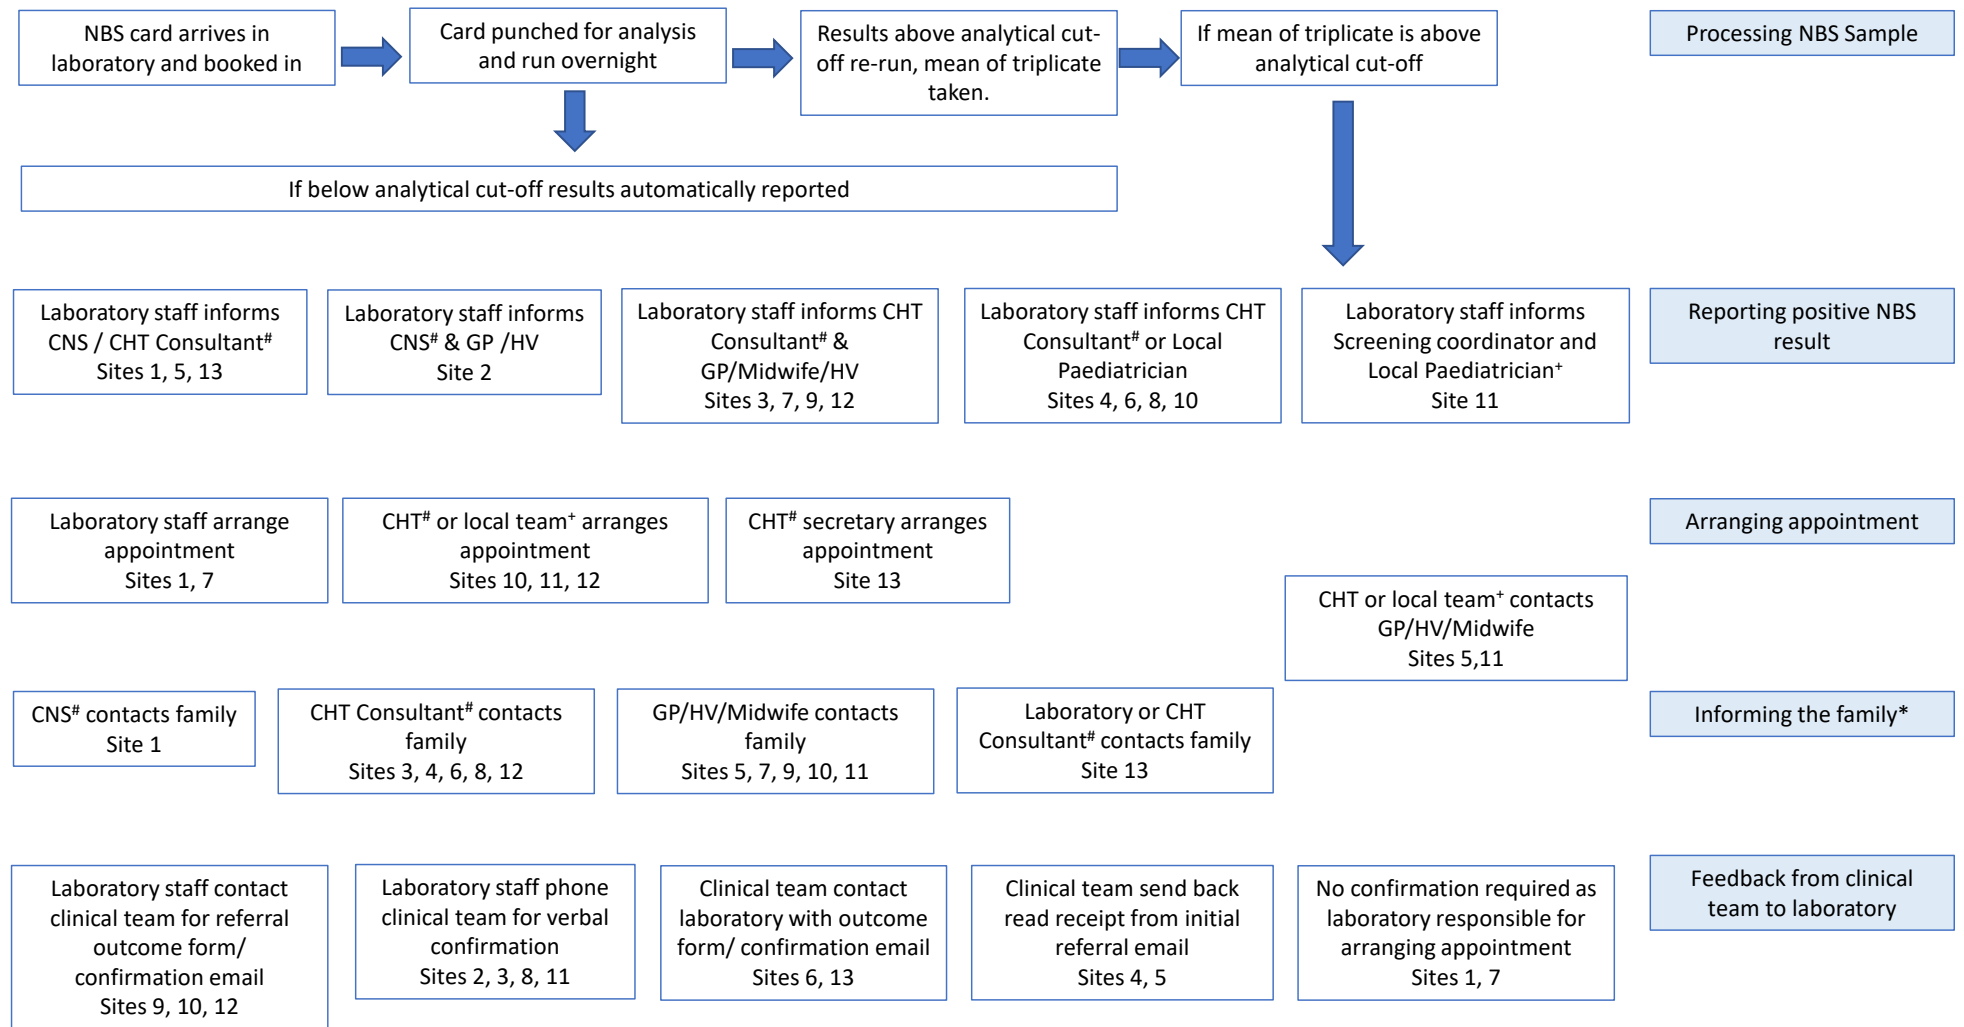 NBS card arrives in
laboratory and booked in
Card punched for analysis
and run overnight
Results above analytical cut-
off re-run, mean of triplicate
taken.
If mean of triplicate is above
analytical cut-off
Processing NBS Sample
If below analytical cut-off results automatically reported
Laboratory staff informs
CNS / CHT Consultant#
Sites 1, 5, 13
Laboratory staff informs
CNS# & GP /HV
Site 2
Laboratory staff informs CHT
Consultant# &
GP/Midwife/HV
Sites 3, 7, 9, 12
Laboratory staff informs CHT
Consultant# or Local
Paediatrician
Sites 4, 6, 8, 10
Laboratory staff informs
Screening coordinator and
Local Paediatrician+
Site 11
Reporting positive NBS
result
Laboratory staff arrange
appointment
Sites 1, 7
CHT# or local team+ arranges
appointment
Sites 10, 11, 12
CHT# secretary arranges
appointment
Site 13
Arranging appointment
CHT or local team+ contacts
GP/HV/Midwife
Sites 5,11
CNS# contacts family
Site 1
CHT Consultant# contacts
family
Sites 3, 4, 6, 8, 12
GP/HV/Midwife contacts
family
Sites 5, 7, 9, 10, 11
Laboratory or CHT
Consultant# contacts family
Site 13
Informing the family*
Laboratory staff contact
clinical team for referral
outcome form/
confirmation email
Sites 9, 10, 12
Laboratory staff phone
clinical team for verbal
confirmation
Sites 2, 3, 8, 11
Clinical team contact
laboratory with outcome
form/ confirmation email
Sites 6, 13
Clinical team send back
read receipt from initial
referral email
Sites 4, 5
No confirmation required as
laboratory responsible for
arranging appointment
Sites 1, 7
Feedback from clinical
team to laboratory